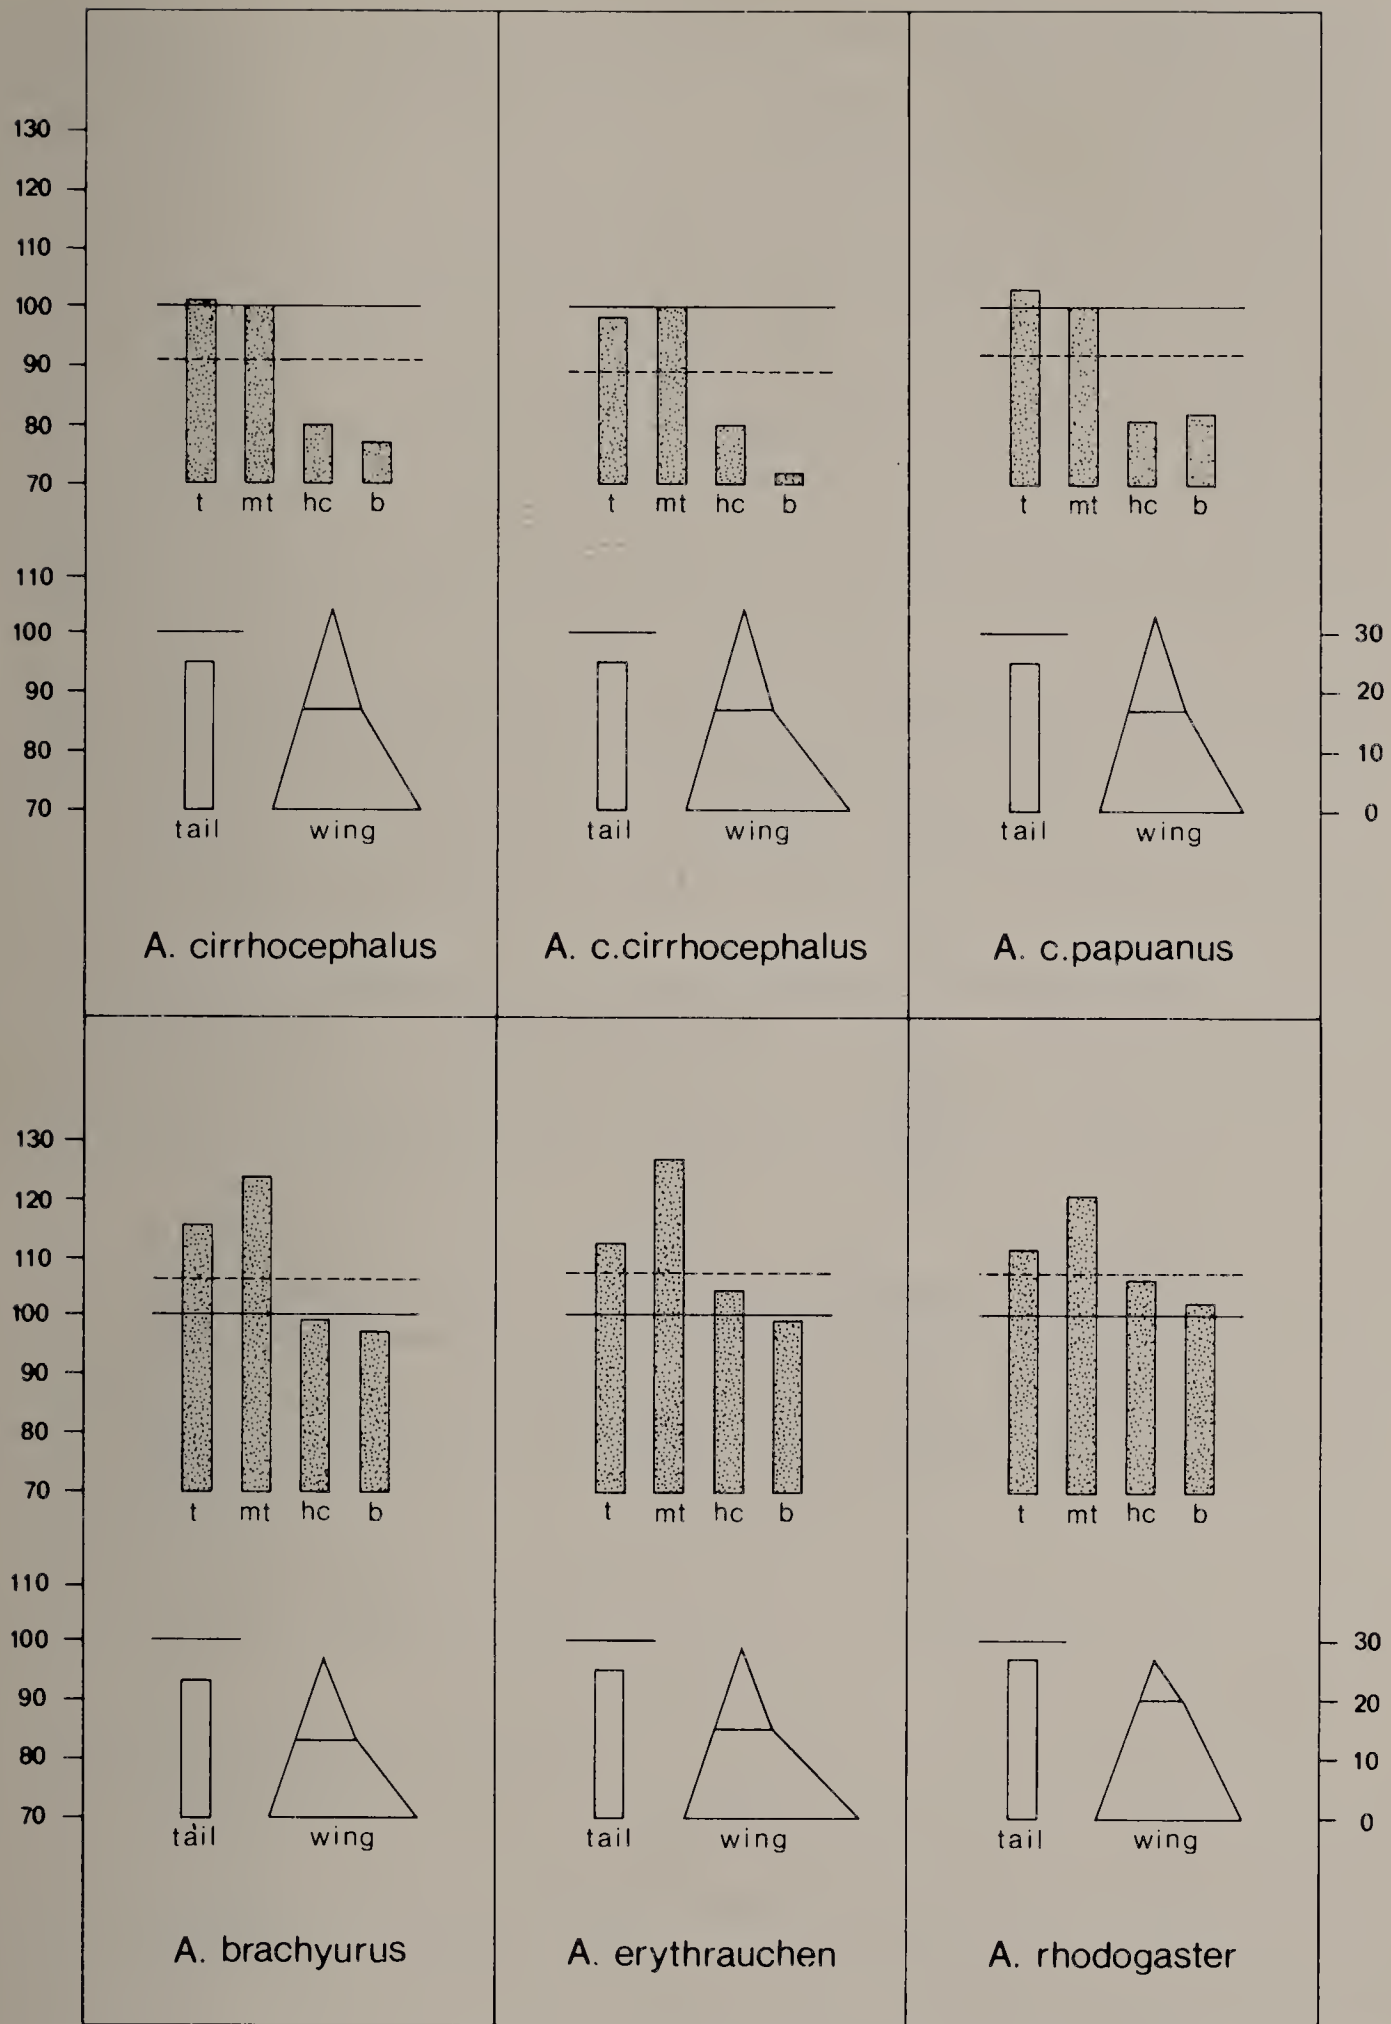 130
120
110
100
90
80
70
t mt hc b
t mt hc b
t mt hc b
110
100
90
80
70
30
20
10
0
tail wing
tail wing
tail wing
A. cirrhocephalus
A. c.cirrhocephalus
A. c.papuanus
130
120
110
100
90
80
70
t mt hc b
t mt hc b
t mt hc b
110
100
90
80
70
30
20
10
0
tail wing
tail wing
tail wing
A. brachyurus
A. erythrauchen
A. rhodogaster